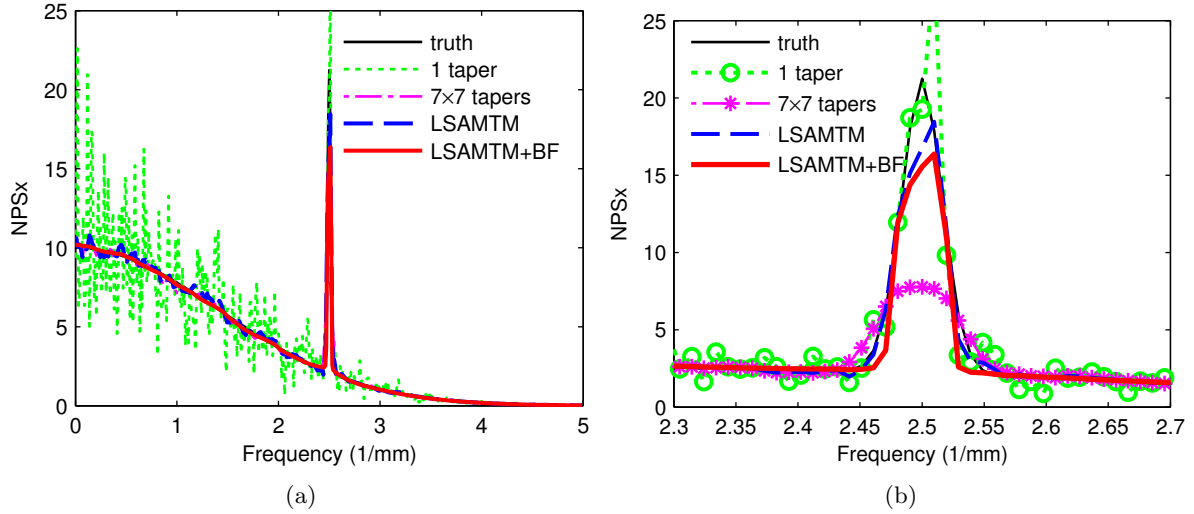 25
20
15
10
5
0
NPSx
truth
1 taper
7×7 tapers
LSAMTM
LSAMTM+BF
0 1 2 3 4 5
Frequency (1/mm)
(a)
25
20
15
10
5
0
NPSx
truth
1 taper
7×7 tapers
LSAMTM
LSAMTM+BF
2.3 2.35 2.4 2.45 2.5 2.55 2.6 2.65 2.7
Frequency (1/mm)
(b)